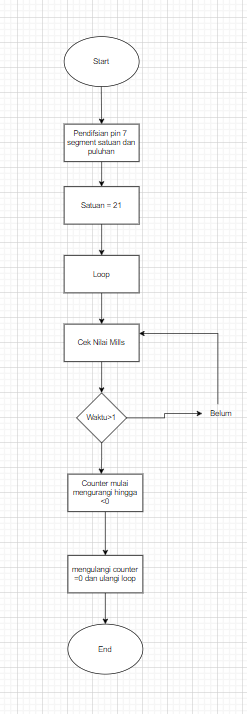 Start
Pendifsian pin 7
segment satuan dan
puluhan
Satuan = 21
Loop
Cek Nilai Mills
Waktu>1
Belum
Counter mulai
mengurangi hingga
<0
mengulangi counter
=0 dan ulangi loop
End